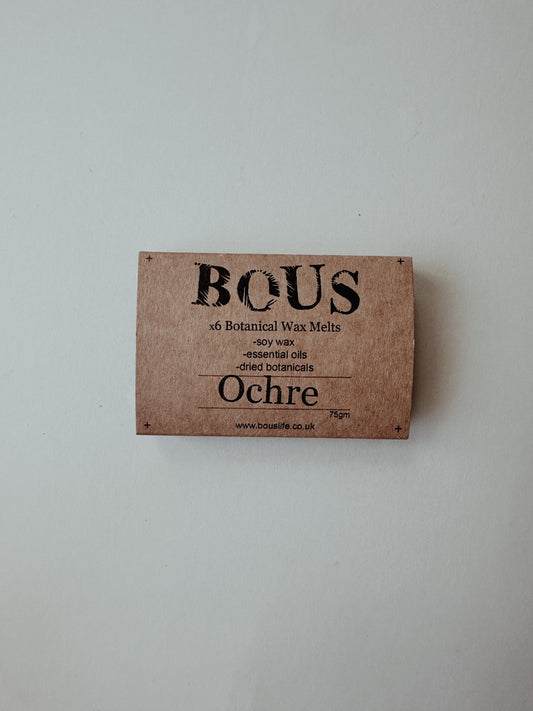 BOUS
x6 Botanical Wax Melts
-soy wax
-essential oils
-dried botanicals
Ochre
75gm
www.bouslife.co.uk